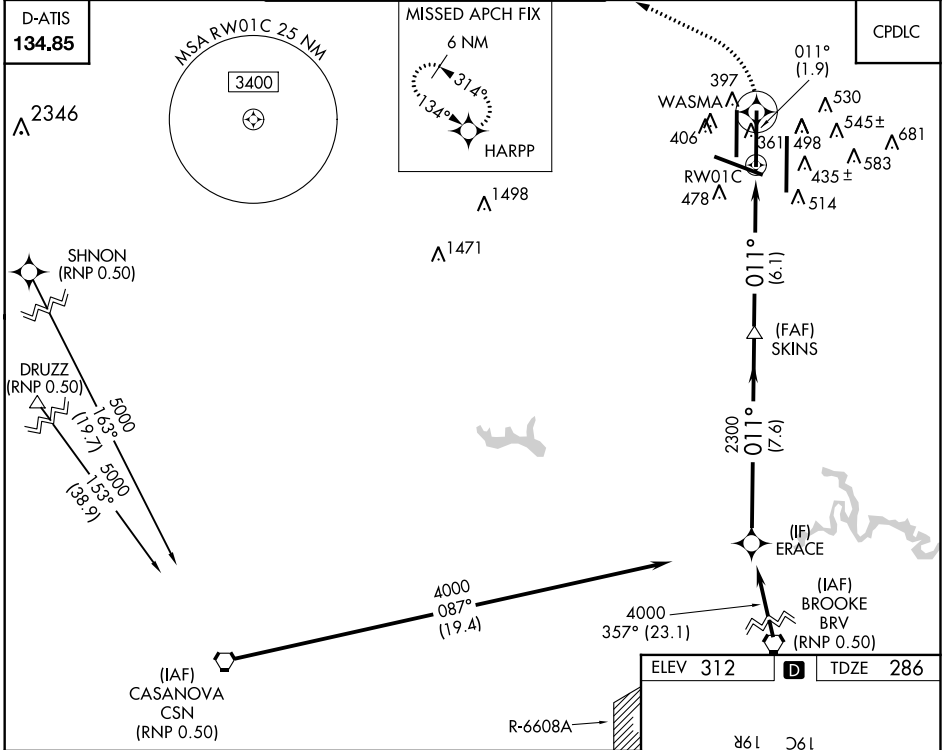 D-ATIS
134.85
MSA RW01C 25 NM
3400
MISSED APCH FIX
6 NM
314°
134°
HARPP
CPDLC
011°
(1.9)
2346
397
WASMA
530
406
361
498
545±
681
RW01C
435±
583
478
514
1498
1471
SHNON
(RNP 0.50)
011°
(6.1)
(FAF)
SKINS
DRUZZ
(RNP 0.50)
5000
163°
(19.7)
5000
153°
(38.9)
2300
011°
(7.6)
(IF)
ERACE
4000
087°
(19.4)
4000
357° (23.1)
(IAF)
BROOKE
BRV
(RNP 0.50)
(IAF)
CASANOVA
CSN
(RNP 0.50)
R-6608A
ELEV 312
D
TDZE 286
19R
19C